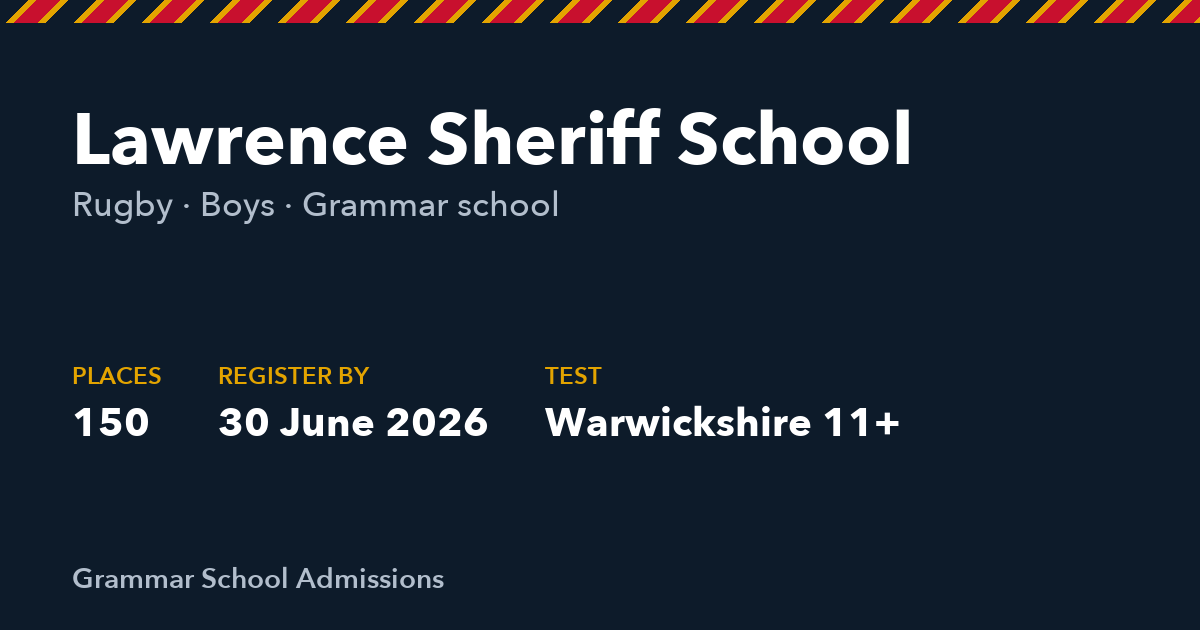 Lawrence Sheriff School
Rugby · Boys · Grammar school
PLACES
150
REGISTER BY
30 June 2026
TEST
Warwickshire 11+
Grammar School Admissions